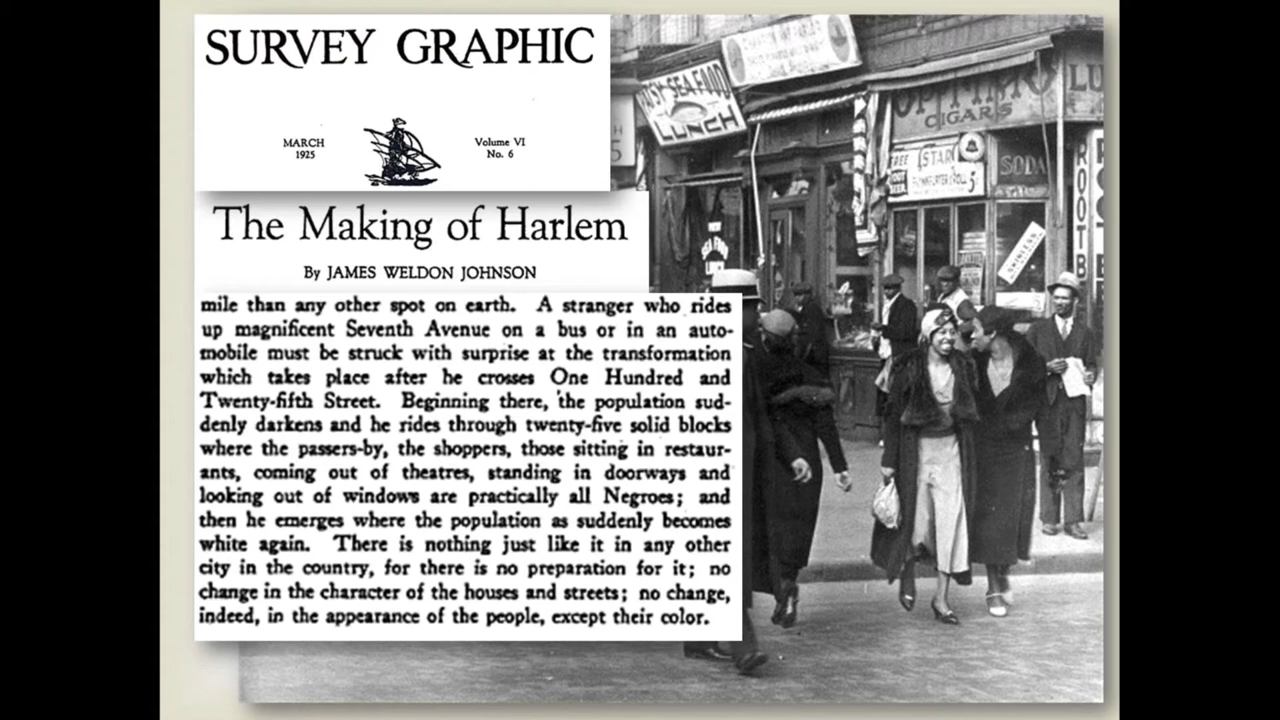 SURVEY GRAPHIC
MARCH
1925
Volume VI
No. 6
The Making of Harlem
By JAMES WELDON JOHNSON
mile than any other spot on earth. A stranger who rides
up magnificent Seventh Avenue on a bus or in an auto-
mobile must be struck with surprise at the transformation
which takes place after he crosses One Hundred and
Twenty-fifth Street. Beginning there, the population sud-
denly darkens and he rides through twenty-five solid blocks
where the passers-by, the shoppers, those sitting in restaur-
ants, coming out of theatres, standing in doorways and
looking out of windows are practically all Negroes; and
then he emerges where the population as suddenly becomes
white again. There is nothing just like it in any other
city in the country, for there is no preparation for it; no
change in the character of the houses and streets; no change,
indeed, in the appearance of the people, except their color.
SEA FOOD
LUNCH
CIGARS
STAR
SODA
5¢
SEA
FOOD
LU
ROOT B